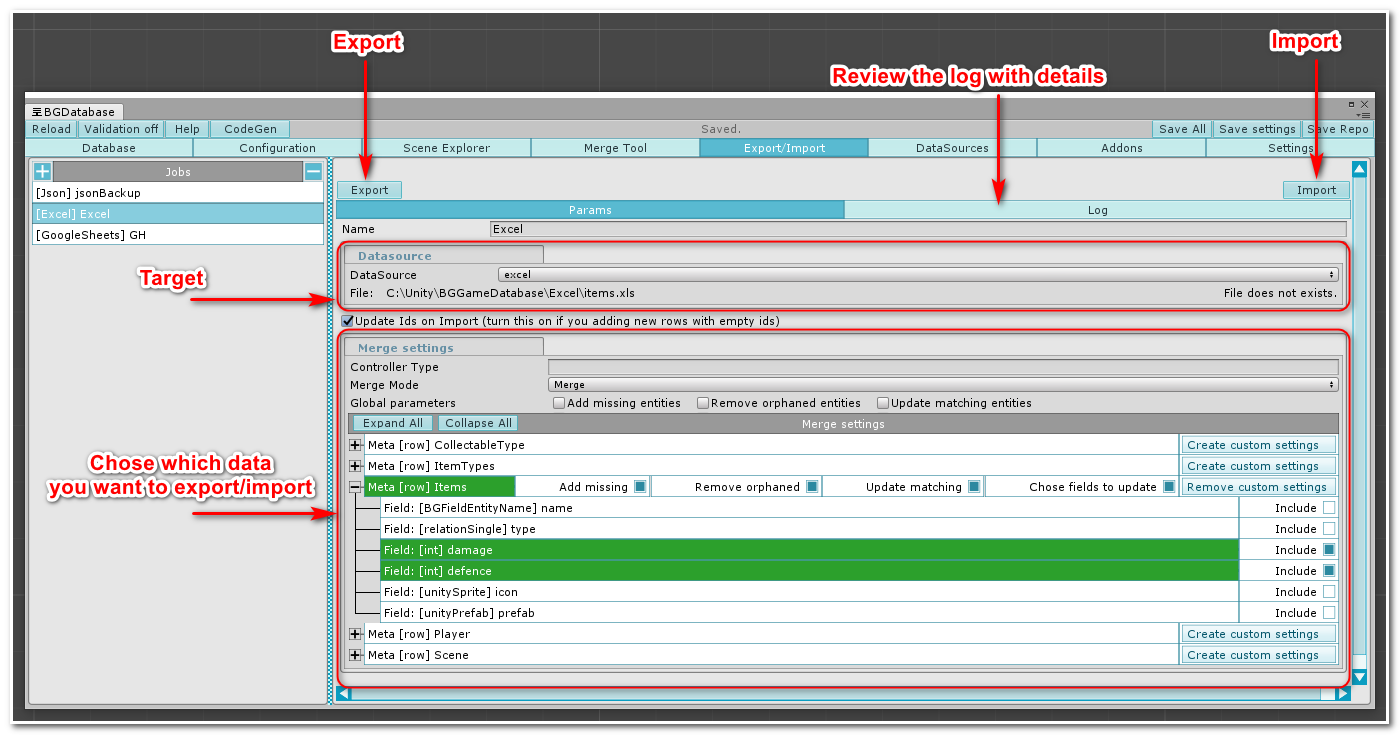 Export
Import
Review the log with details
BGDatabase
Reload Validation off Help CodeGen Saved. Save All Save settings Save Repo
Database Configuration Scene Explorer Merge Tool Export/Import DataSources Addons Settings
Jobs
[Json] jsonBackup
[Excel] Excel
[GoogleSheets] GH
Export Import
Params Log
Name Excel
Datasource
DataSource excel
File: C:\Unity\BGGameDatabase\Excel\items.xls File does not exists.
Target
Update Ids on Import (turn this on if you adding new rows with empty ids)
Merge settings
Controller Type
Merge Mode Merge
Global parameters Add missing entities Remove orphaned entities Update matching entities
Expand All Collapse All Merge settings
Meta [row] CollectableType Create custom settings
Meta [row] ItemTypes Create custom settings
Meta [row] Items Add missing Remove orphaned Update matching Chose fields to update Remove custom settings
Field: [BGFieldEntityName] name Include
Field: [relationSingle] type Include
Field: [int] damage Include
Field: [int] defence Include
Field: [unitySprite] icon Include
Field: [unityPrefab] prefab Include
Meta [row] Player Create custom settings
Meta [row] Scene Create custom settings
Chose which data
you want to export/import